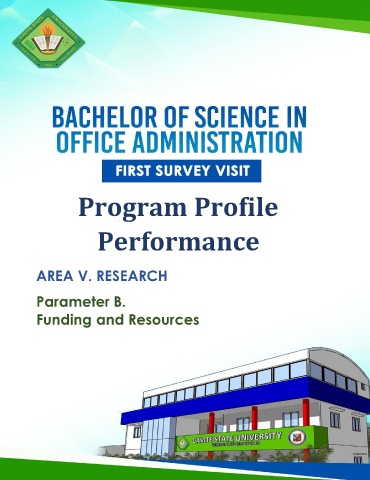 BACHELOR OF SCIENCE IN
OFFICE ADMINISTRATION
FIRST SURVEY VISIT
Program Profile
Performance
AREA V. RESEARCH
Parameter B.
Funding and Resources
CAVITE STATE UNIVERSITY